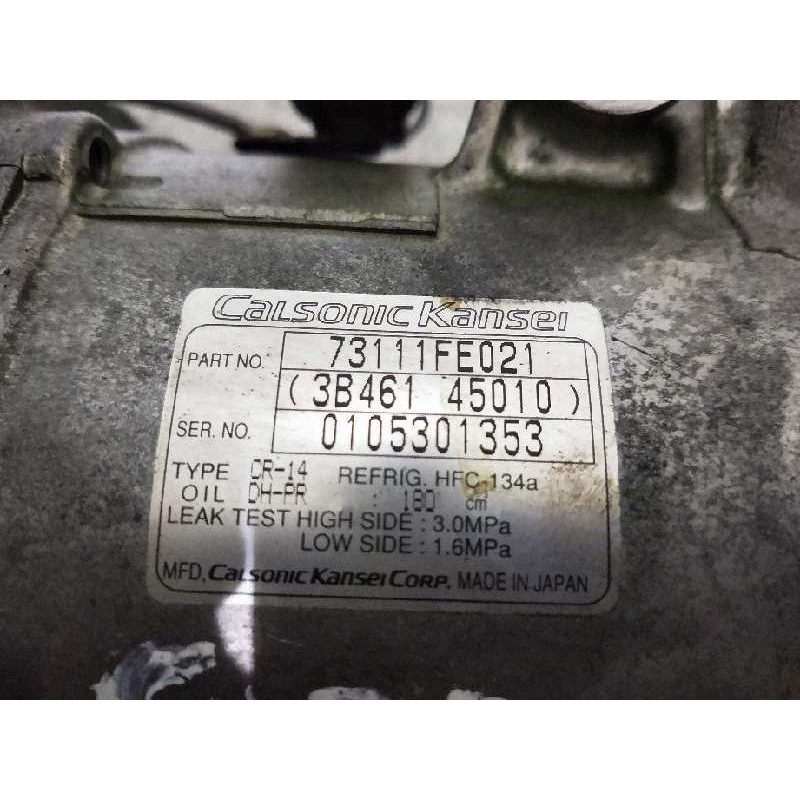 CALSONIC KANSEI
PART NO. 73111FE021
(3B461 45010)
SER. NO. 0105301353
TYPE CR-14 REFRIG. HFC-134a
OIL DH-PR : 180 cm
LEAK TEST HIGH SIDE : 3.0MPa
LOW SIDE : 1.6MPa
MFD. CALSONIC KANSEI CORP. MADE IN JAPAN